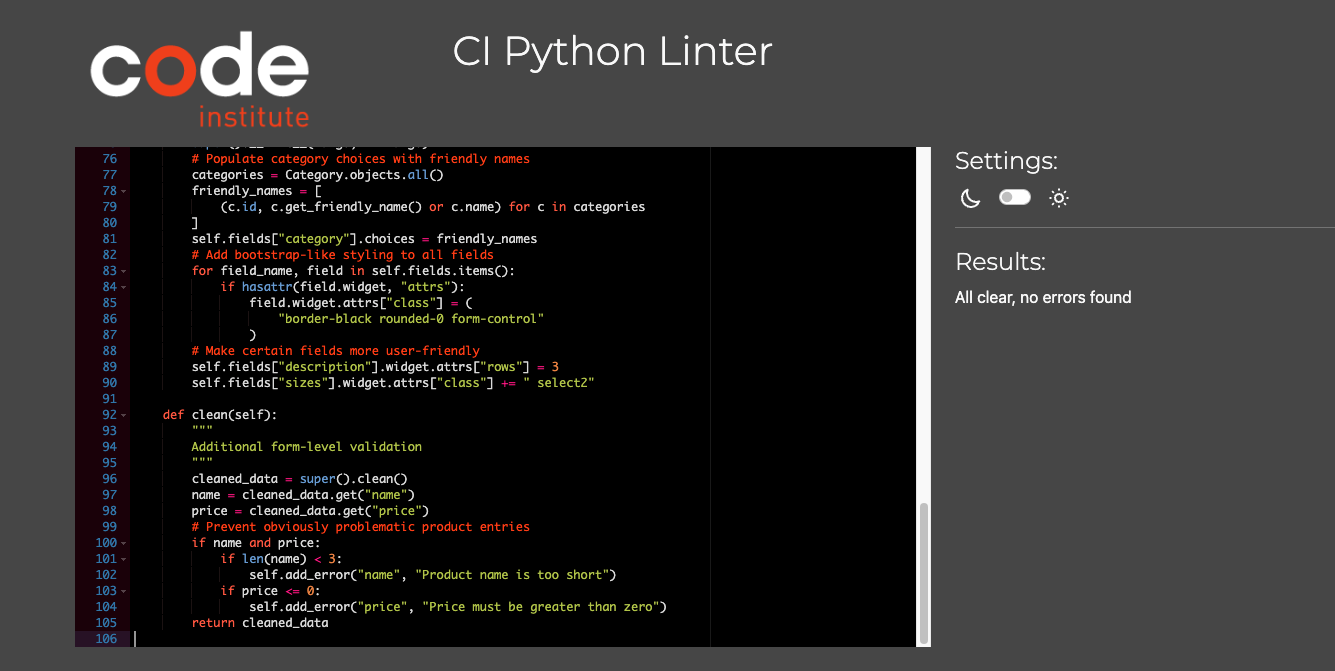 code
institute
CI Python Linter
76 # Populate category choices with friendly names
77 categories = Category.objects.all()
78 friendly_names = [
79 (c.id, c.get_friendly_name() or c.name) for c in categories
80 ]
81 self.fields["category"].choices = friendly_names
82 # Add bootstrap-like styling to all fields
83 for field_name, field in self.fields.items():
84 if hasattr(field.widget, "attrs"):
85 field.widget.attrs["class"] = (
86 "border-black rounded-0 form-control"
87 )
88 # Make certain fields more user-friendly
89 self.fields["description"].widget.attrs["rows"] = 3
90 self.fields["sizes"].widget.attrs["class"] += " select2"
91
92 def clean(self):
93 """
94 Additional form-level validation
95 """
96 cleaned_data = super().clean()
97 name = cleaned_data.get("name")
98 price = cleaned_data.get("price")
99 # Prevent obviously problematic product entries
100 if name and price:
101 if len(name) < 3:
102 self.add_error("name", "Product name is too short")
103 if price <= 0:
104 self.add_error("price", "Price must be greater than zero")
105 return cleaned_data
106
Settings:
Results:
All clear, no errors found